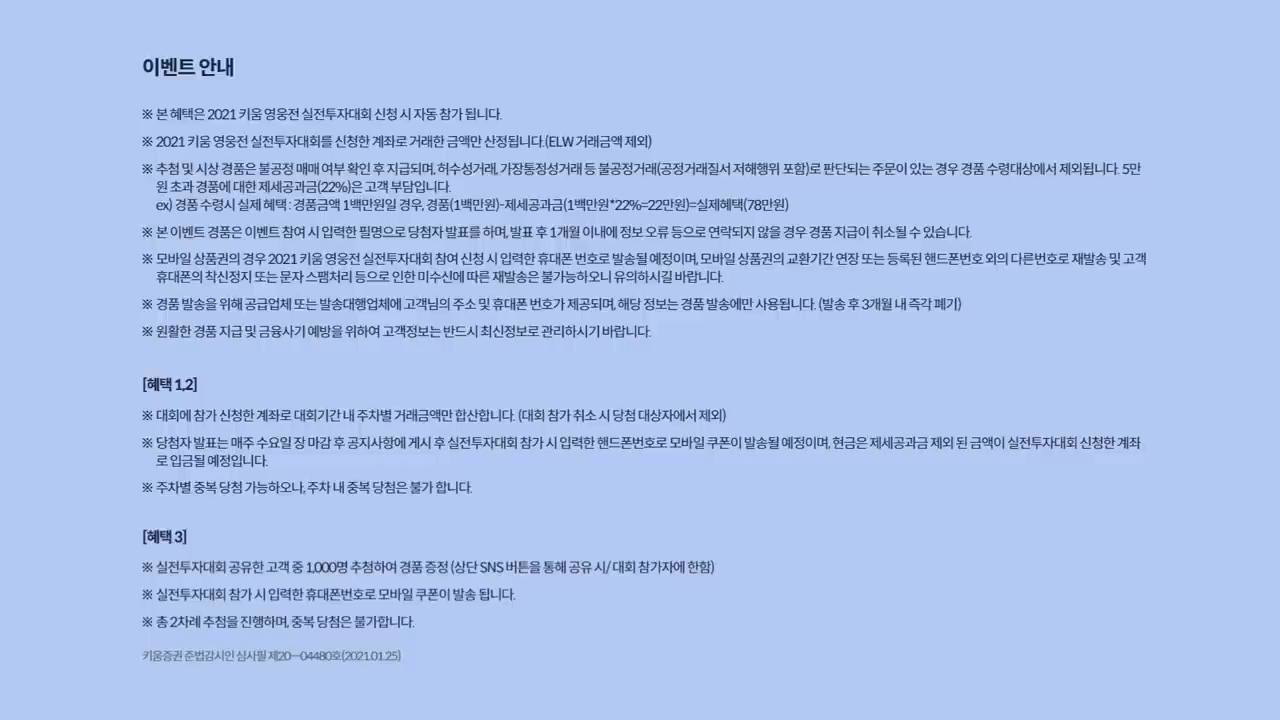 이벤트 안내
※ 본 혜택은 2021 키움 영웅전 실전투자대회 신청 시 자동 참가 됩니다.
※ 2021 키움 영웅전 실전투자대회를 신청한 계좌로 거래한 금액만 산정됩니다.(ELW 거래금액 제외)
※ 추첨 및 시상 경품은 불공정 매매 여부 확인 후 지급되며, 허수성거래, 가장통정성거래 등 불공정거래(공정거래질서 저해행위 포함)로 판단되는 주문이 있는 경우 경품 수령대상에서 제외됩니다. 5만
원 초과 경품에 대한 제세공과금(22%)은 고객 부담입니다.
ex) 경품 수령시 실제 혜택 : 경품금액 1백만원일 경우, 경품(1백만원)-제세공과금(1백만원*22%=22만원)=실제혜택(78만원)
※ 본 이벤트 경품은 이벤트 참여 시 입력한 필명으로 당첨자 발표를 하며, 발표 후 1개월 이내에 정보 오류 등으로 연락되지 않을 경우 경품 지급이 취소될 수 있습니다.
※ 모바일 상품권의 경우 2021 키움 영웅전 실전투자대회 참여 신청 시 입력한 휴대폰 번호로 발송될 예정이며, 모바일 상품권의 교환기간 연장 또는 등록된 핸드폰번호 외의 다른번호로 재발송 및 고객
휴대폰의 착신정지 또는 문자 스팸처리 등으로 인한 미수신에 따른 재발송은 불가능하오니 유의하시길 바랍니다.
※ 경품 발송을 위해 공급업체 또는 발송대행업체에 고객님의 주소 및 휴대폰 번호가 제공되며, 해당 정보는 경품 발송에만 사용됩니다. (발송 후 3개월 내 즉각 폐기)
※ 원활한 경품 지급 및 금융사기 예방을 위하여 고객정보는 반드시 최신정보로 관리하시기 바랍니다.
[혜택 1,2]
※ 대회에 참가 신청한 계좌로 대회기간 내 주차별 거래금액만 합산합니다. (대회 참가 취소 시 당첨 대상자에서 제외)
※ 당첨자 발표는 매주 수요일 장 마감 후 공지사항에 게시 후 실전투자대회 참가 시 입력한 핸드폰번호로 모바일 쿠폰이 발송될 예정이며, 현금은 제세공과금 제외 된 금액이 실전투자대회 신청한 계좌
로 입금될 예정입니다.
※ 주차별 중복 당첨 가능하오나, 주차 내 중복 당첨은 불가 합니다.
[혜택 3]
※ 실전투자대회 공유한 고객 중 1,000명 추첨하여 경품 증정 (상단 SNS 버튼을 통해 공유 시/ 대회 참가자에 한함)
※ 실전투자대회 참가 시 입력한 휴대폰번호로 모바일 쿠폰이 발송 됩니다.
※ 총 2차례 추첨을 진행하며, 중복 당첨은 불가합니다.
키움증권 준법감시인 심사필 제20—04480호(2021.01.25)